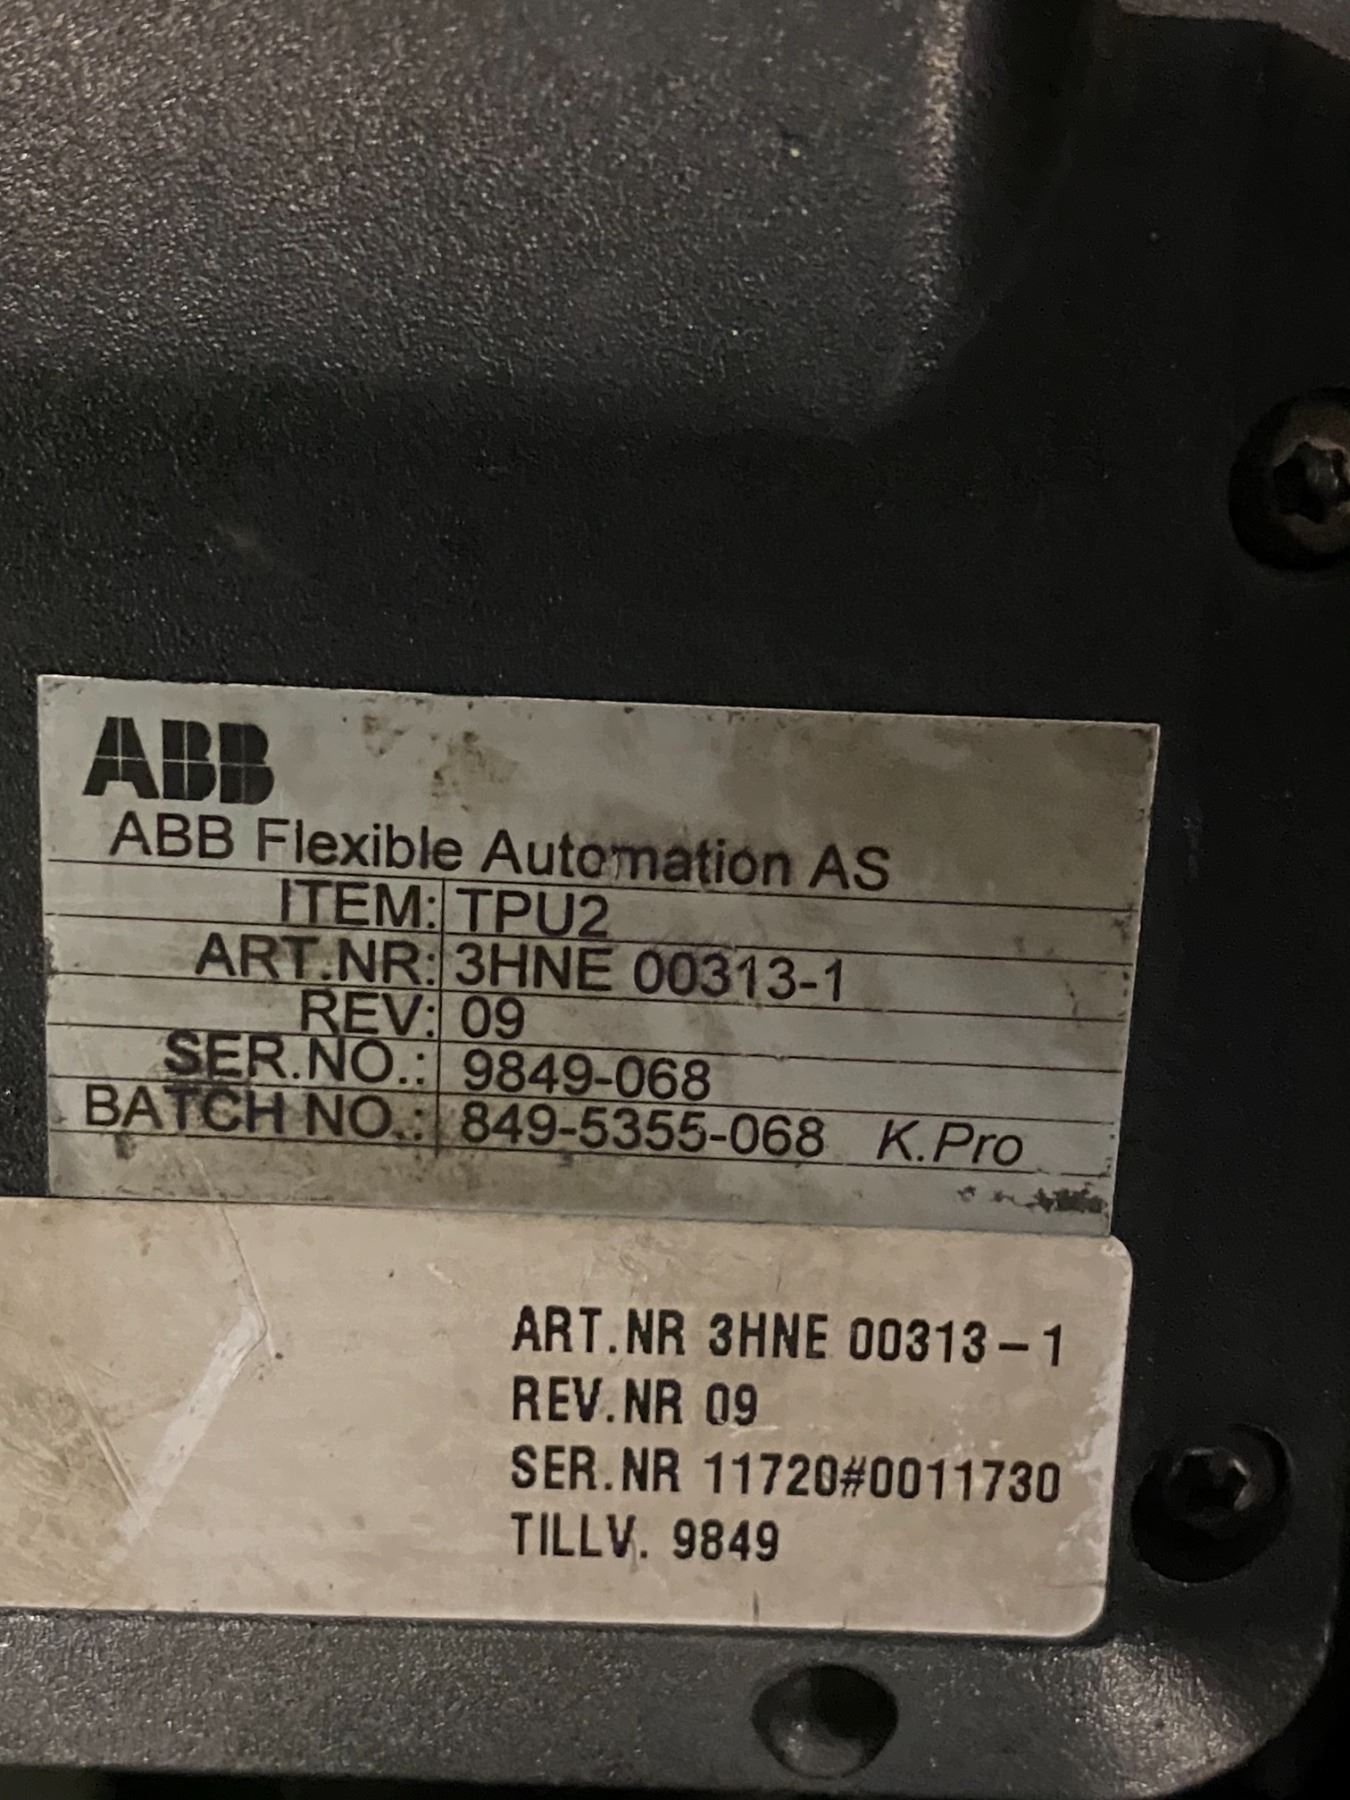 ABB
ABB Flexible Automation AS
ITEM: TPU2
ART.NR: 3HNE 00313-1
REV: 09
SER.NO.: 9849-068
BATCH NO.: 849-5355-068 K.Pro
ART.NR 3HNE 00313-1
REV.NR 09
SER.NR 11720#0011730
TILLV. 9849